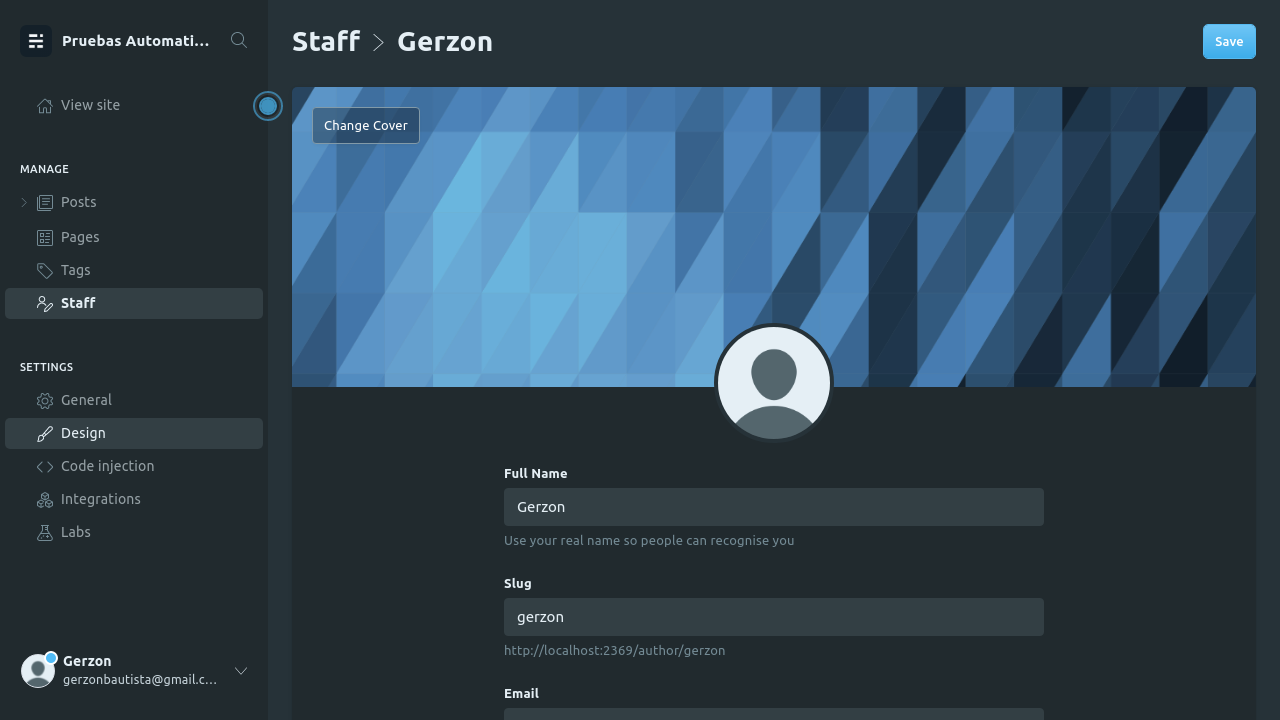 Pruebas Automati...
View site
MANAGE
Posts
Pages
Tags
Staff
SETTINGS
General
Design
Code injection
Integrations
Labs
Gerzon
gerzonbautista@gmail.c...
Staff
Gerzon
Save
Change Cover
Full Name
Gerzon
Use your real name so people can recognise you
Slug
gerzon
http://localhost:2369/author/gerzon
Email